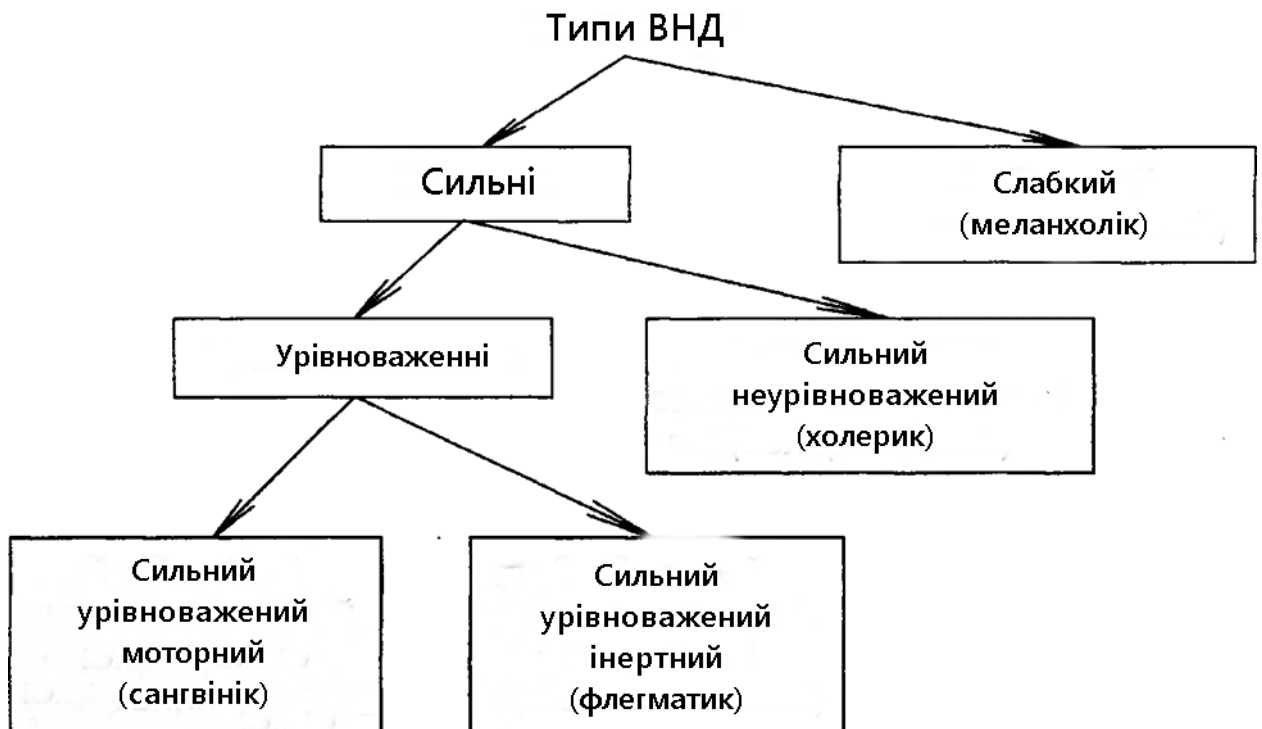 Типи ВНД
Сильні
Слабкий
(меланхолік)
Урівноваженні
Сильний
неурівноважений
(холерик)
Сильний
урівноважений
моторний
(сангвінік)
Сильний
урівноважений
інертний
(флегматик)